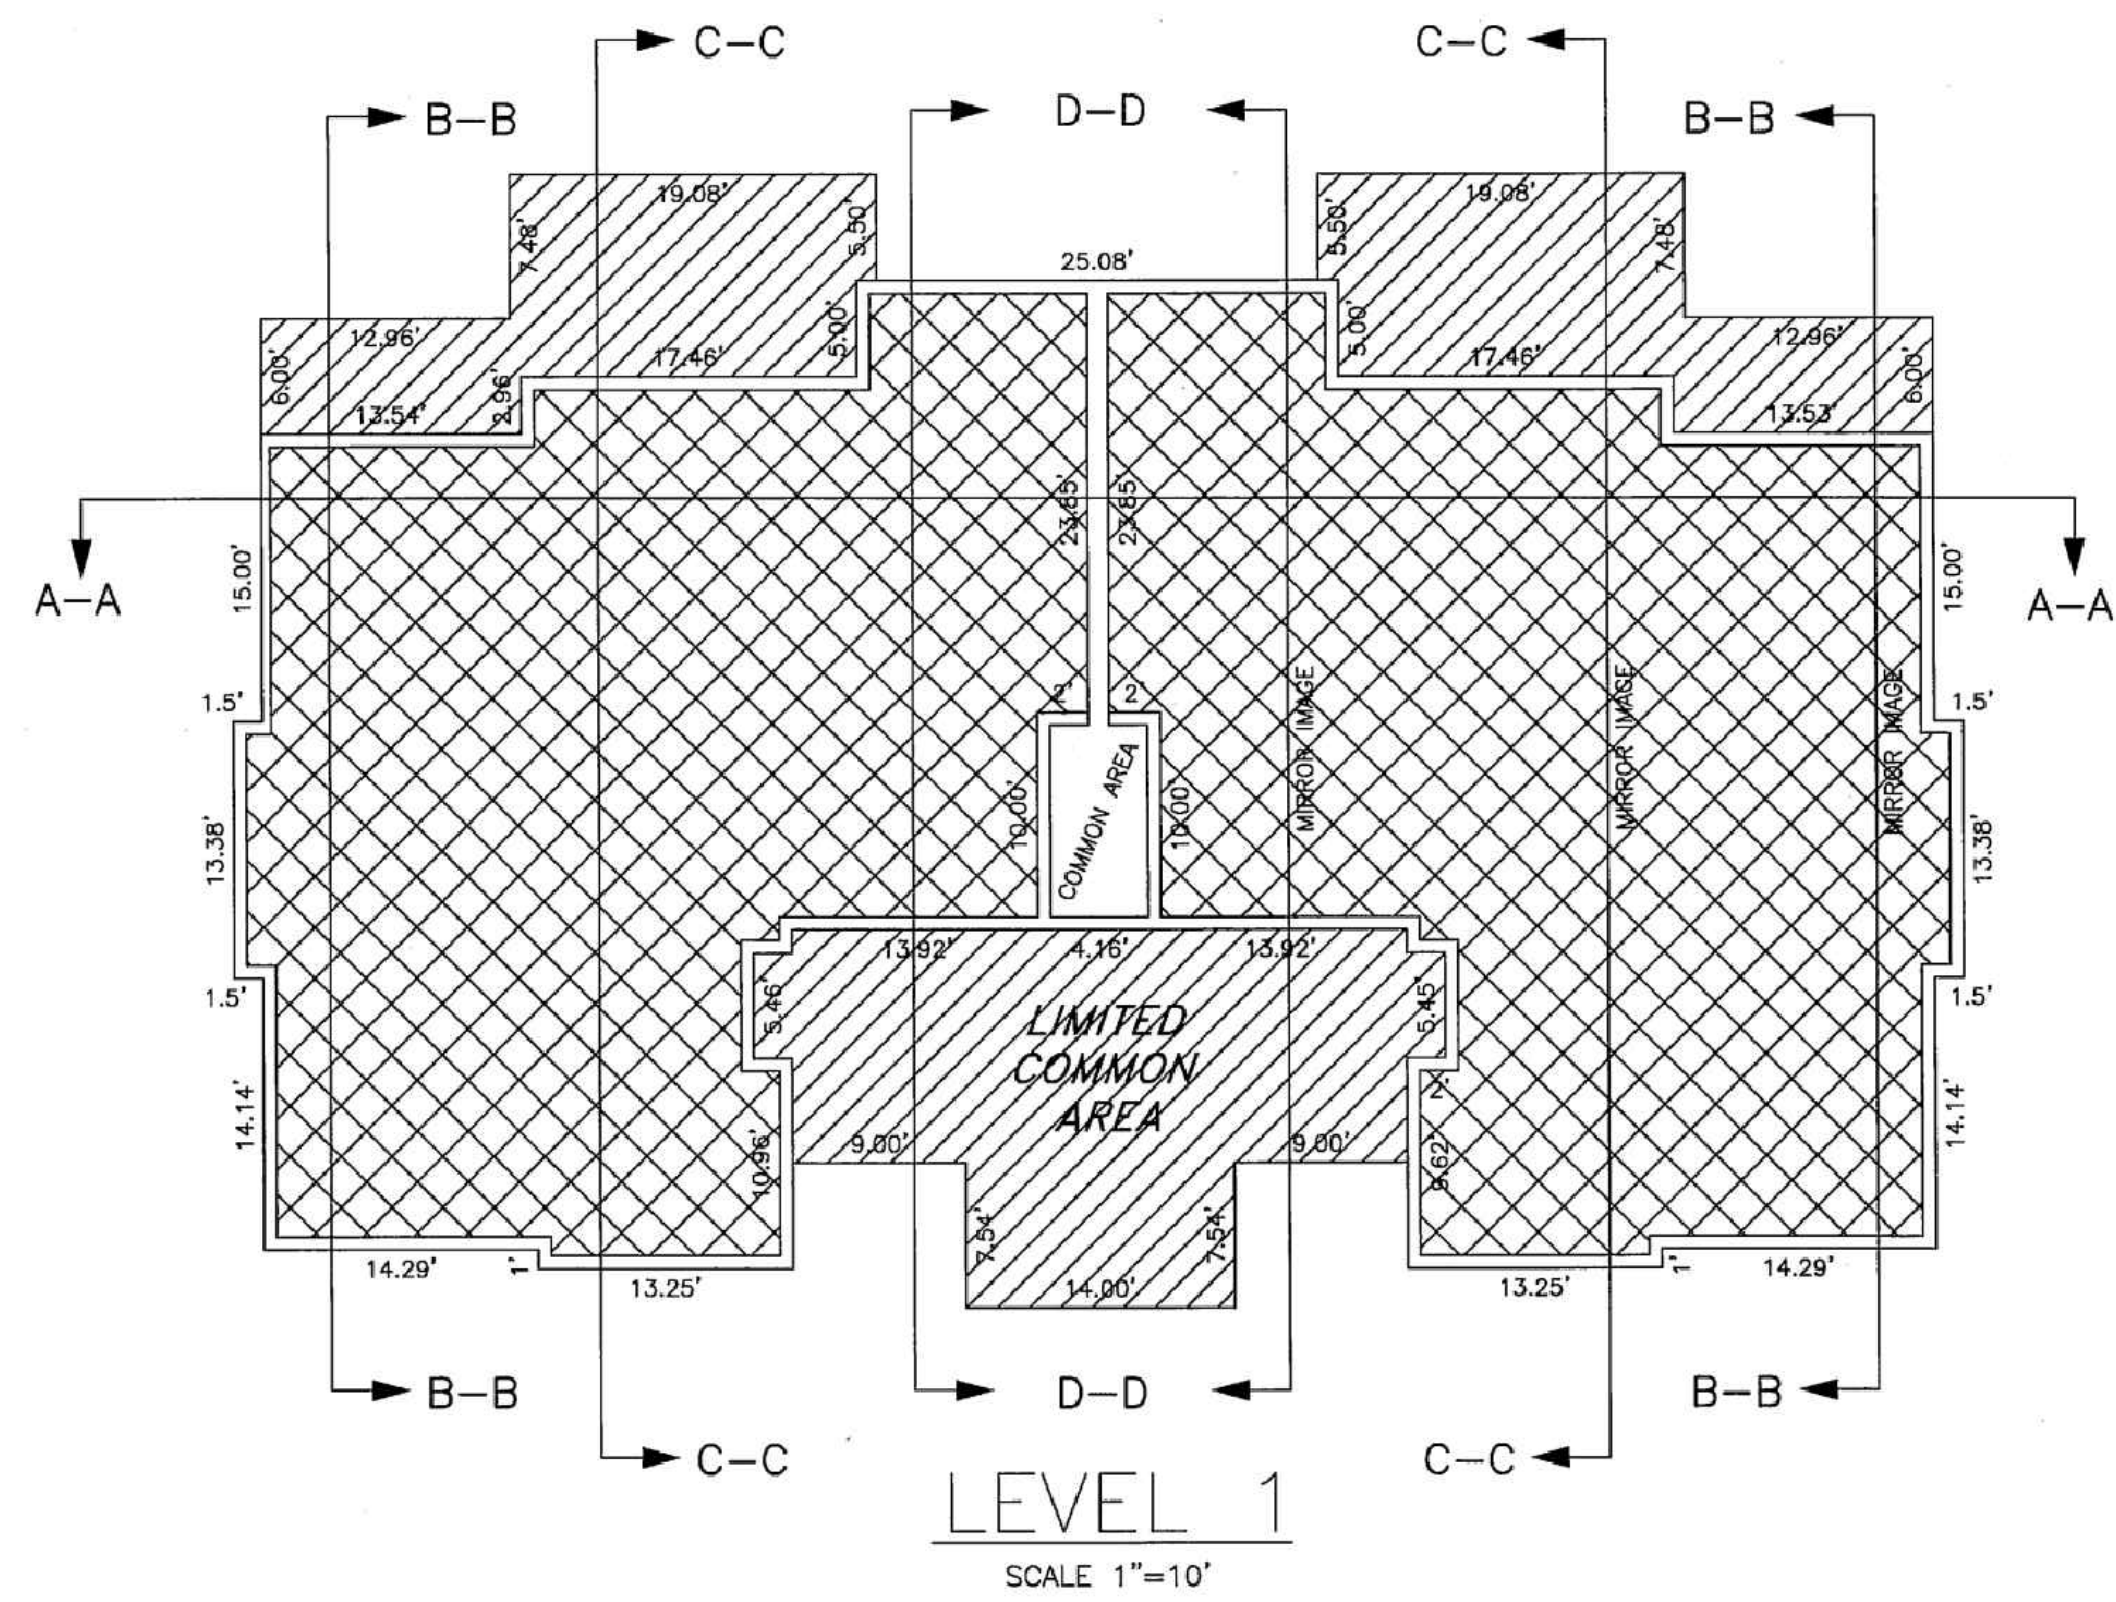 C-C
C-C
B-B
D-D
B-B
19.08'
19.08'
7.48'
5.50'
5.50'
7.48'
25.08'
12.96'
5.00'
5.00'
12.96'
6.00'
17.46'
17.46'
6.00'
2.96'
13.54'
13.53'
23.85'
23.85'
15.00'
15.00'
A-A
A-A
1.5'
2'
2'
1.5'
MIRROR IMAGE
MIRROR IMAGE
MIRROR IMAGE
COMMON AREA
10.00'
10.00'
13.38'
13.38'
13.92'
4.16'
13.92'
5.46'
5.45'
1.5'
1.5'
LIMITED
COMMON
AREA
2'
14.14'
14.14'
9.00'
9.00'
10.96'
9.62'
7.54'
7.54'
14.29'
1'
13.25'
14.00'
13.25'
1'
14.29'
B-B
D-D
B-B
C-C
C-C
LEVEL 1
SCALE 1"=10'